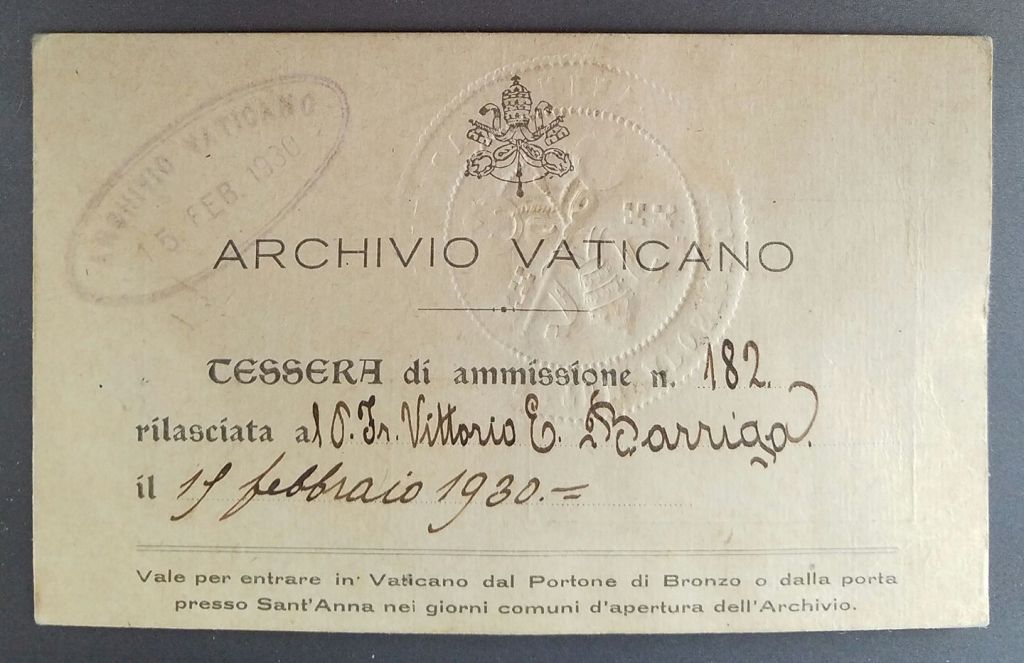 ARCHIVIO VATICANO
15 FEB. 1930
ARCHIVIO VATICANO
TESSERA di ammissione n. 182.
rilasciata al P. Fr. Vittorio E. Barriga.
il 15 febbraio 1930.=
Vale per entrare in Vaticano dal Portone di Bronzo o dalla porta
presso Sant'Anna nei giorni comuni d'apertura dell'Archivio.